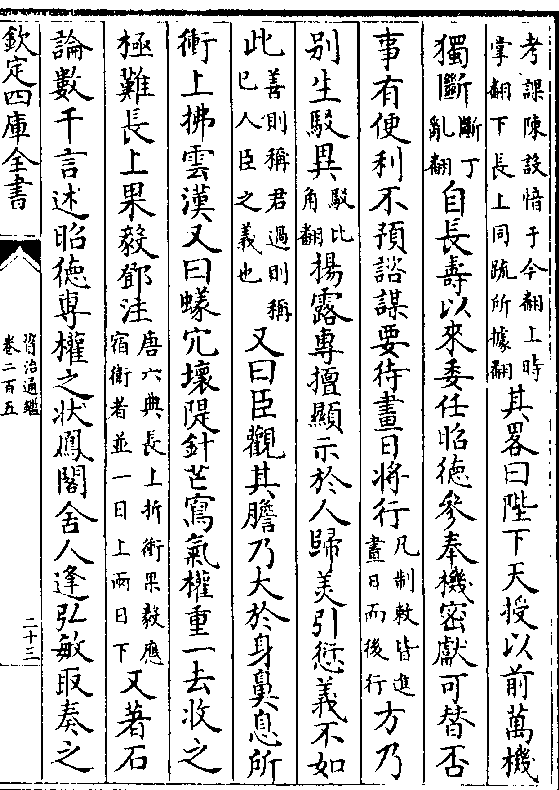 考課陳設愔于今翻上時掌翻下長上同䟽所據翻其畧曰陛下天授以前萬機
獨斷斷丁亂翻自長壽以來委任昭徳參奉機密獻可替否
事有便利不預諮謀要待畫日將行凡制敕皆進畫日而後行方乃
别生駮異駮比角翻揚露專擅顯示於人歸美引愆義不如
此善則稱君過則稱已人臣之義也又曰臣觀其膽乃大於身鼻息所
衝上拂雲漢又曰蟻穴壞隄針芒寫氣權重一去收之
極難長上果毅鄧注唐六典長上折衝果毅應宿衛者並一日上兩日下又著石
論數千言述昭徳專權之狀鳳閣舍人逢弘敏取奏之
欽定四庫全書
資治通鑑
卷二百五
二十三